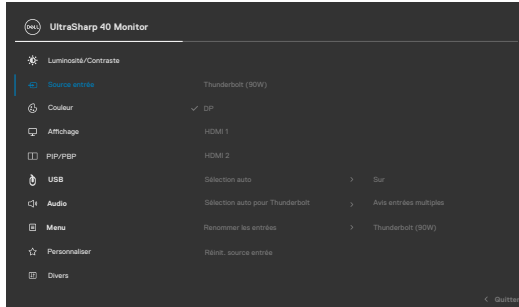 DELL UltraSharp 40 Monitor
Luminosité/Contraste
Source entrée Thunderbolt (90W)
Couleur DP
Affichage HDMI 1
PIP/PBP HDMI 2
USB Sélection auto > Sur
Audio Sélection auto pour Thunderbolt > Avis entrées multiples
Menu Renommer les entrées > Thunderbolt (90W)
Personnaliser Réinit. source entrée
Divers
< Quitter